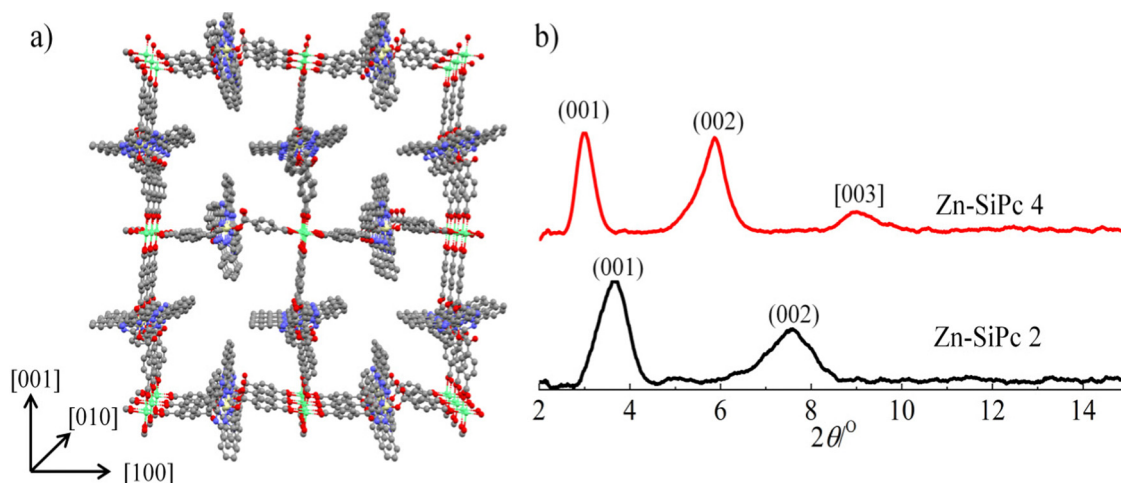 a)
[001]
[010]
[100]
b)
(001)
(002)
[003]
Zn-SiPc 4
(001)
(002)
Zn-SiPc 2
2 4 6 8 10 12 14
2θ/O